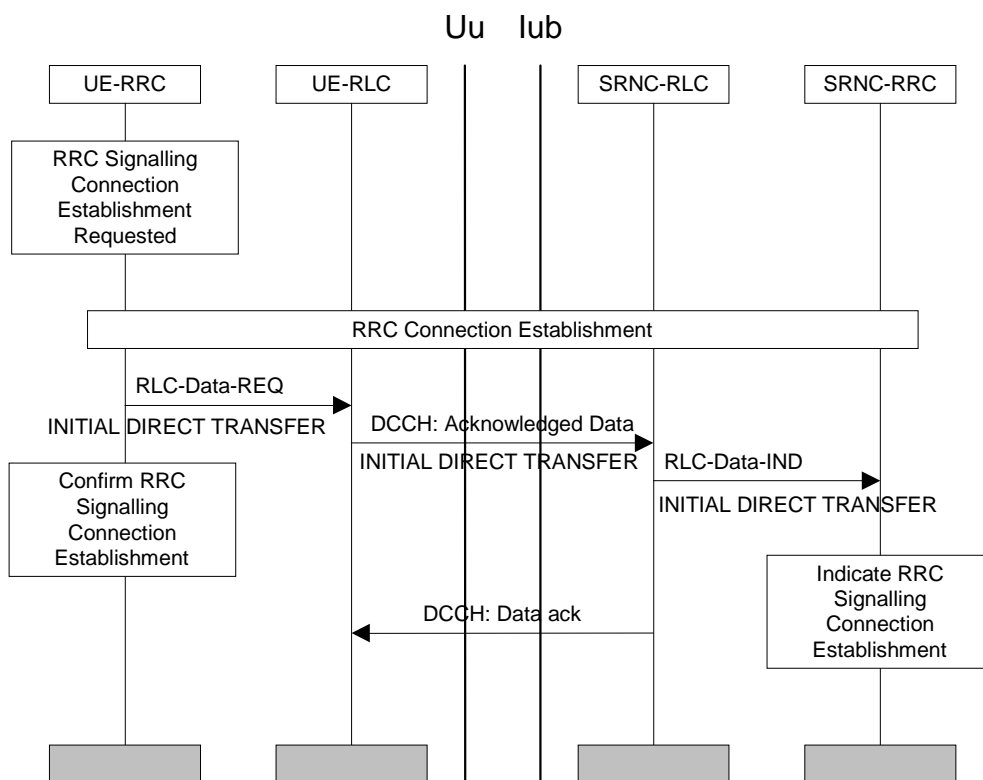 Uu Iub
UE-RRC UE-RLC SRNC-RLC SRNC-RRC
RRC Signalling
Connection
Establishment
Requested
RRC Connection Establishment
RLC-Data-REQ
INITIAL DIRECT TRANSFER
DCCH: Acknowledged Data
INITIAL DIRECT TRANSFER
RLC-Data-IND
INITIAL DIRECT TRANSFER
Confirm RRC
Signalling
Connection
Establishment
Indicate RRC
Signalling
Connection
Establishment
DCCH: Data ack